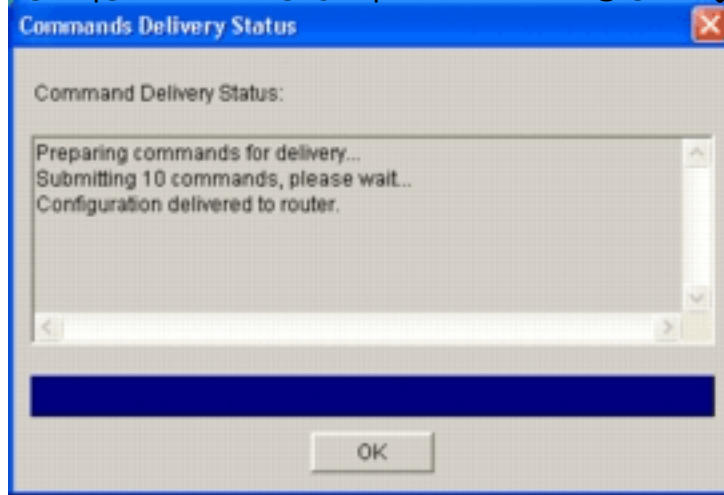 Commands Delivery Status
Command Delivery Status:
Preparing commands for delivery...
Submitting 10 commands, please wait...
Configuration delivered to router.
OK